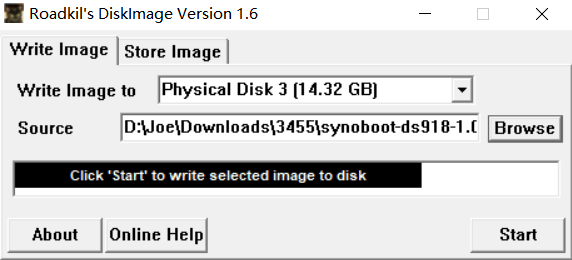 Roadkil's DiskImage Version 1.6
Write Image Store Image
Write Image to Physical Disk 3 (14.32 GB)
Source D:\Joe\Downloads\3455\synoboot-ds918-1.0 Browse
Click 'Start' to write selected image to disk
About Online Help Start